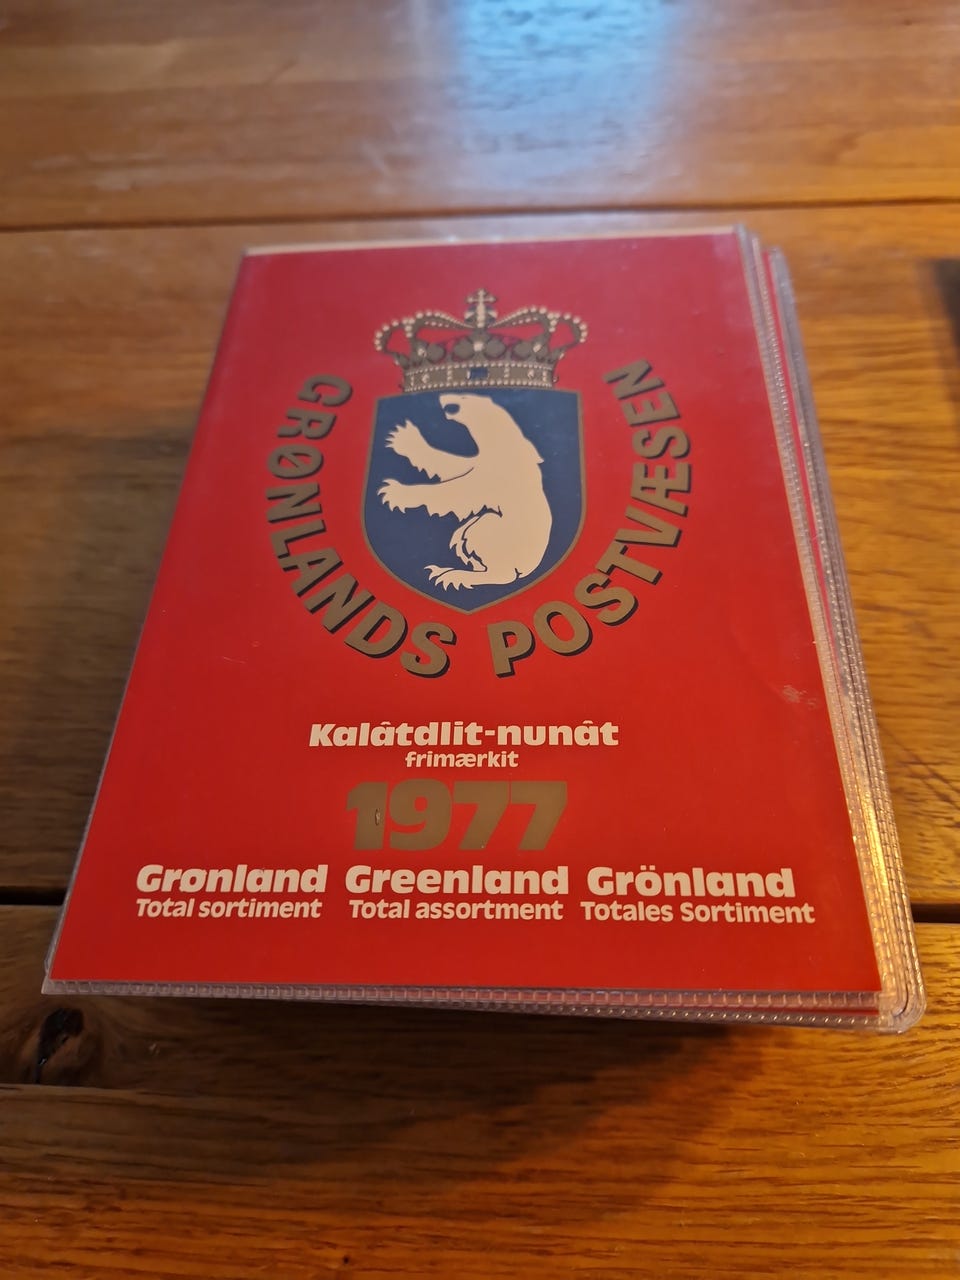 GRØNLANDS POSTVÆSEN
Kalâtdlit-nunât
frimærkit
1977
Grønland Greenland Grönland
Total sortiment Total assortment Totales Sortiment